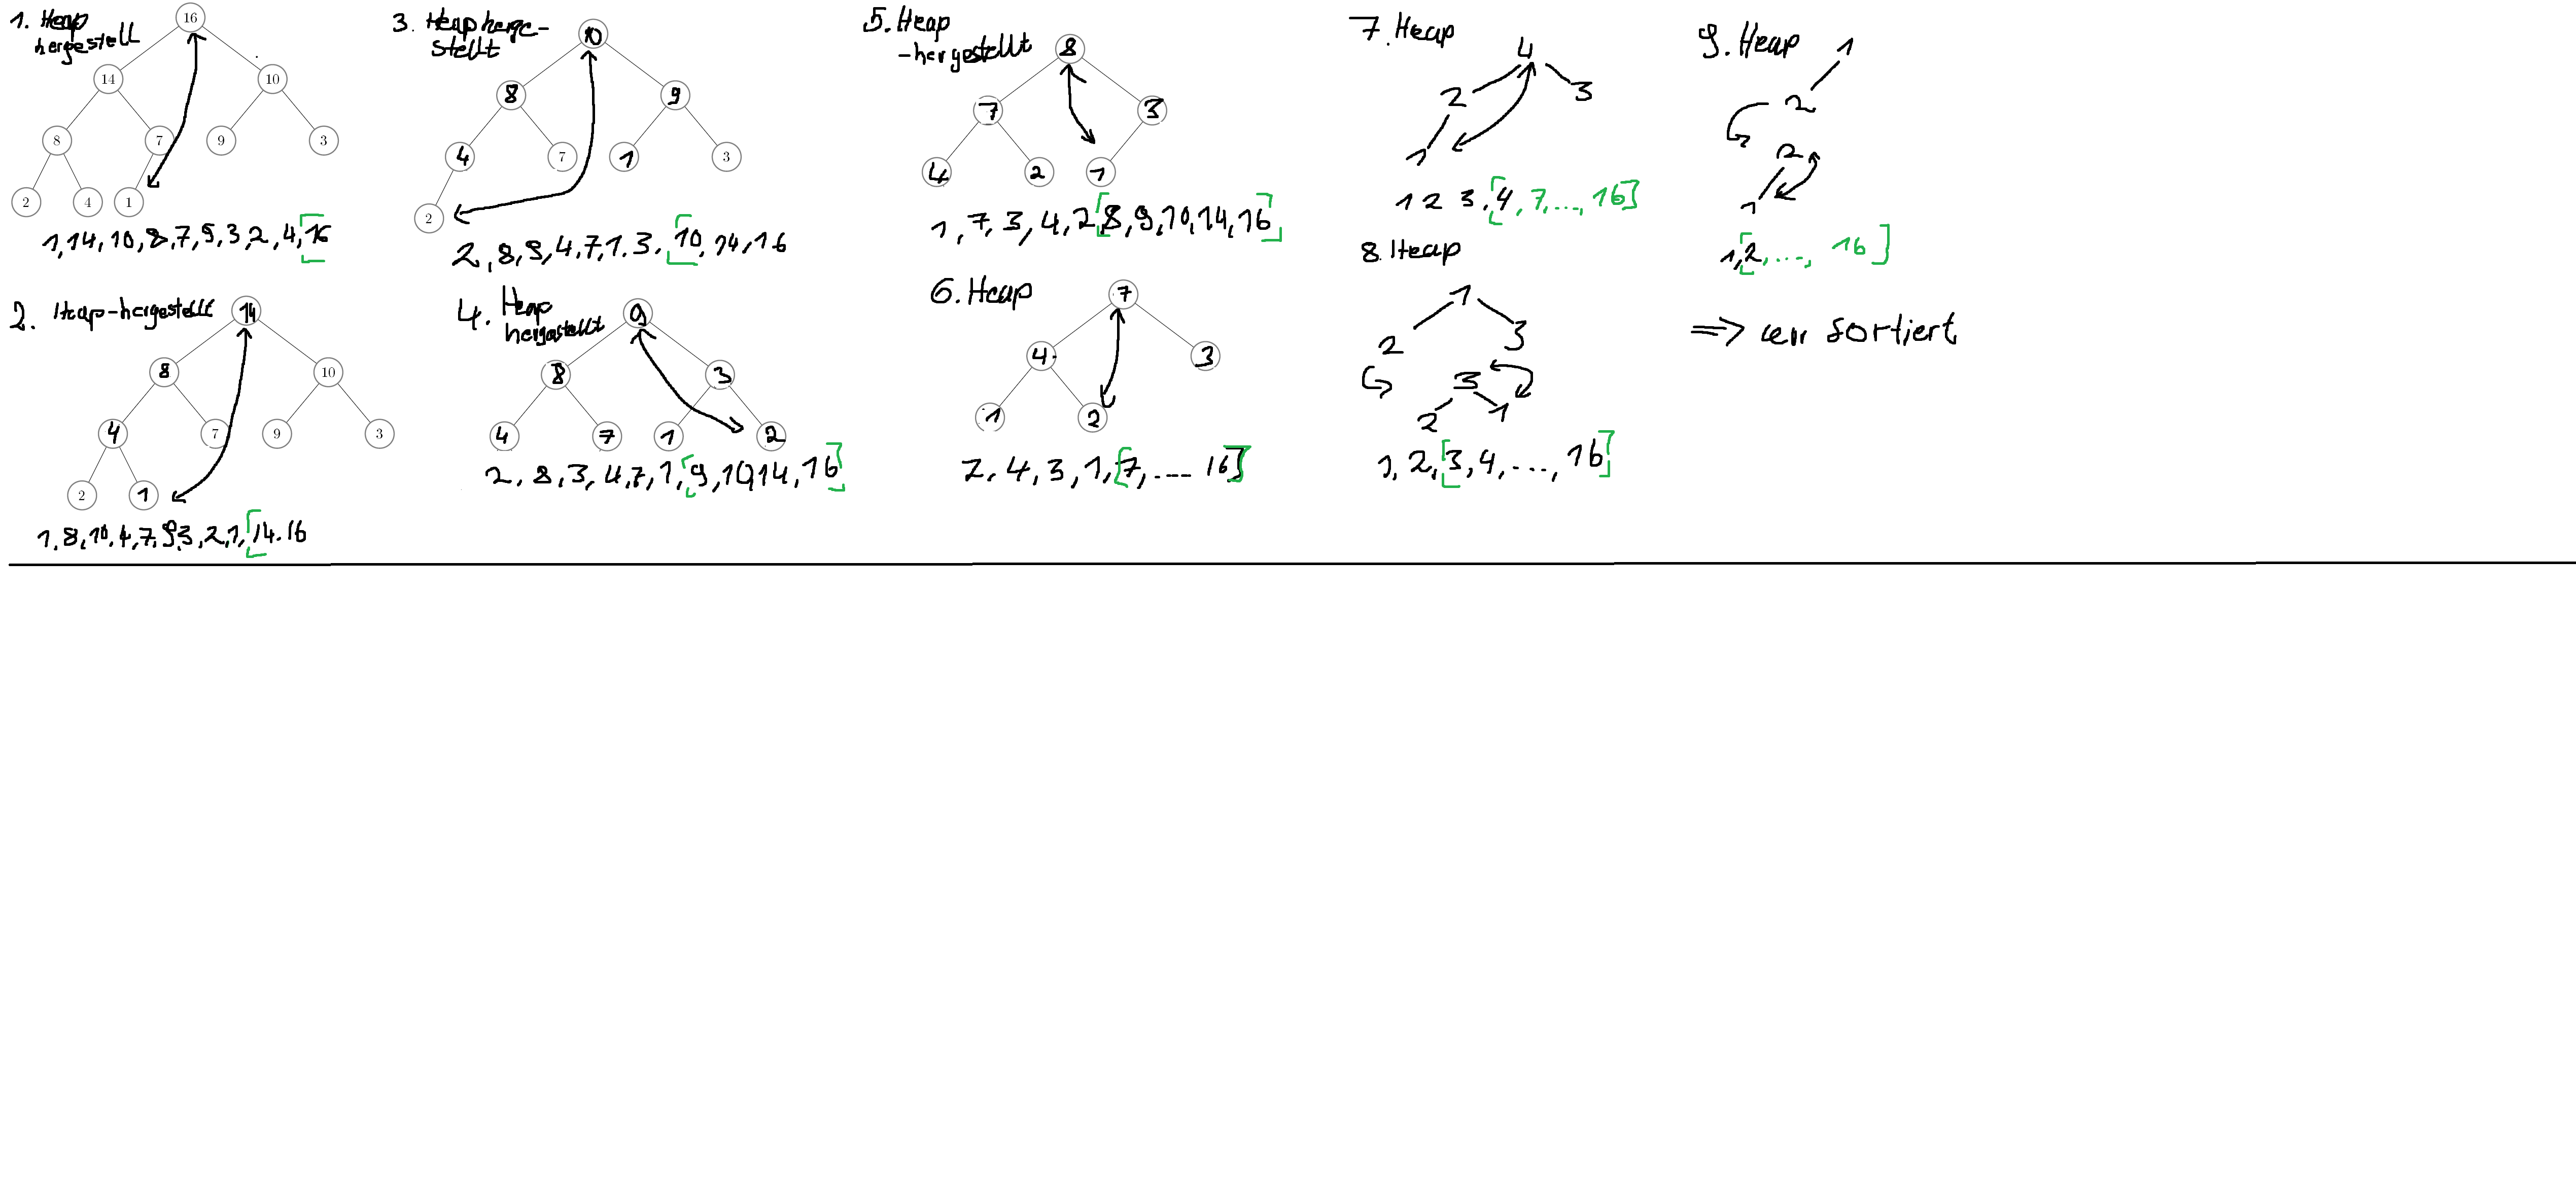 1. Heap
hergestell
16
14 10
8 7 9 3
2 4 1
1,14,10,8,7,9,3,2,4,16
2. Heap-hergestellt
14
8 10
4 7 9 3
2 1
1,8,10,4,7,9,3,2,1,14.16
3. Heap herge-
stellt
10
8 9
4 7 1 3
2
2,8,9,4,7,1.3.10,14,16
4. Heap
hergestellt
9
8 3
4 7 1 2
2,8,3,4,7,1,9,10,14,16
5. Heap
-hergestellt
8
7 3
4 2 1
1,7,3,4,2,8,9,10,14,16
6. Heap
7
4 3
1 2
2,4,3,1,[7,.... 16]
7. Heap
4
2 3
1
1 2 3,[4,7,..., 16]
8. Heap
1
2 3
3
2 1
1,2,[3,4,...,16]
9. Heap
1
2
2
1
1,[2,...,16]
=> sortiert